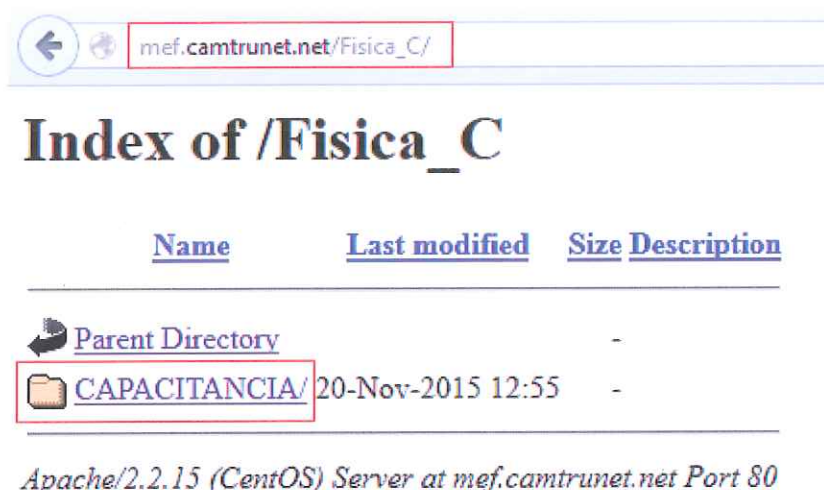 mef.camtrunet.net/Fisica_C/
Index of /Fisica_C
Name Last modified Size Description
Parent Directory -
CAPACITANCIA/ 20-Nov-2015 12:55 -
Apache/2.2.15 (CentOS) Server at mef.camtrunet.net Port 80